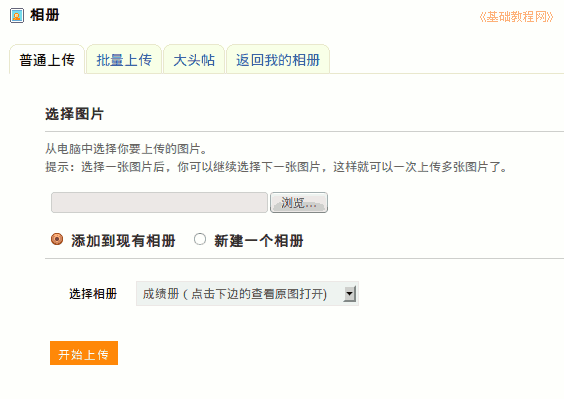 相册
《基础教程网》
普通上传 批量上传 大头帖 返回我的相册
选择图片
从电脑中选择你要上传的图片。
提示：选择一张图片后，你可以继续选择下一张图片，这样就可以一次上传多张图片了。
浏览...
添加到现有相册 新建一个相册
选择相册 成绩册（点击下边的查看原图打开)
开始上传